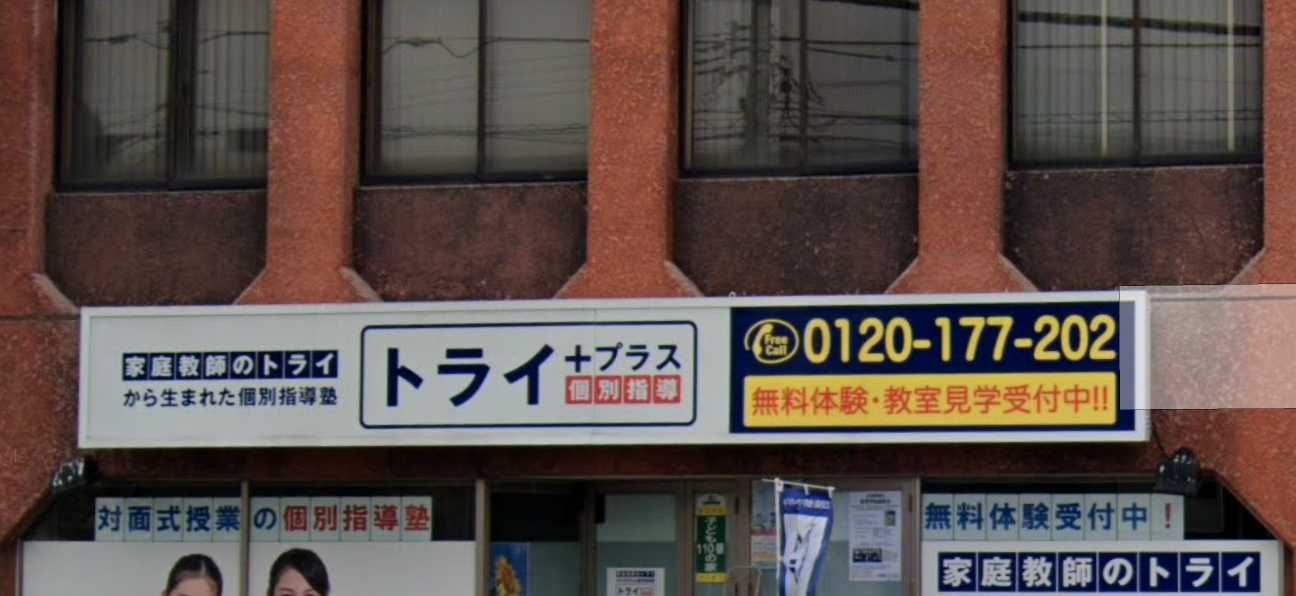 家庭教師のトライ
から生まれた個別指導塾
トライ+プラス
個別指導
Free Call 0120-177-202
無料体験・教室見学受付中!!
対面式授業の個別指導塾
子ども110番の家
無料体験受付中！
家庭教師のトライ